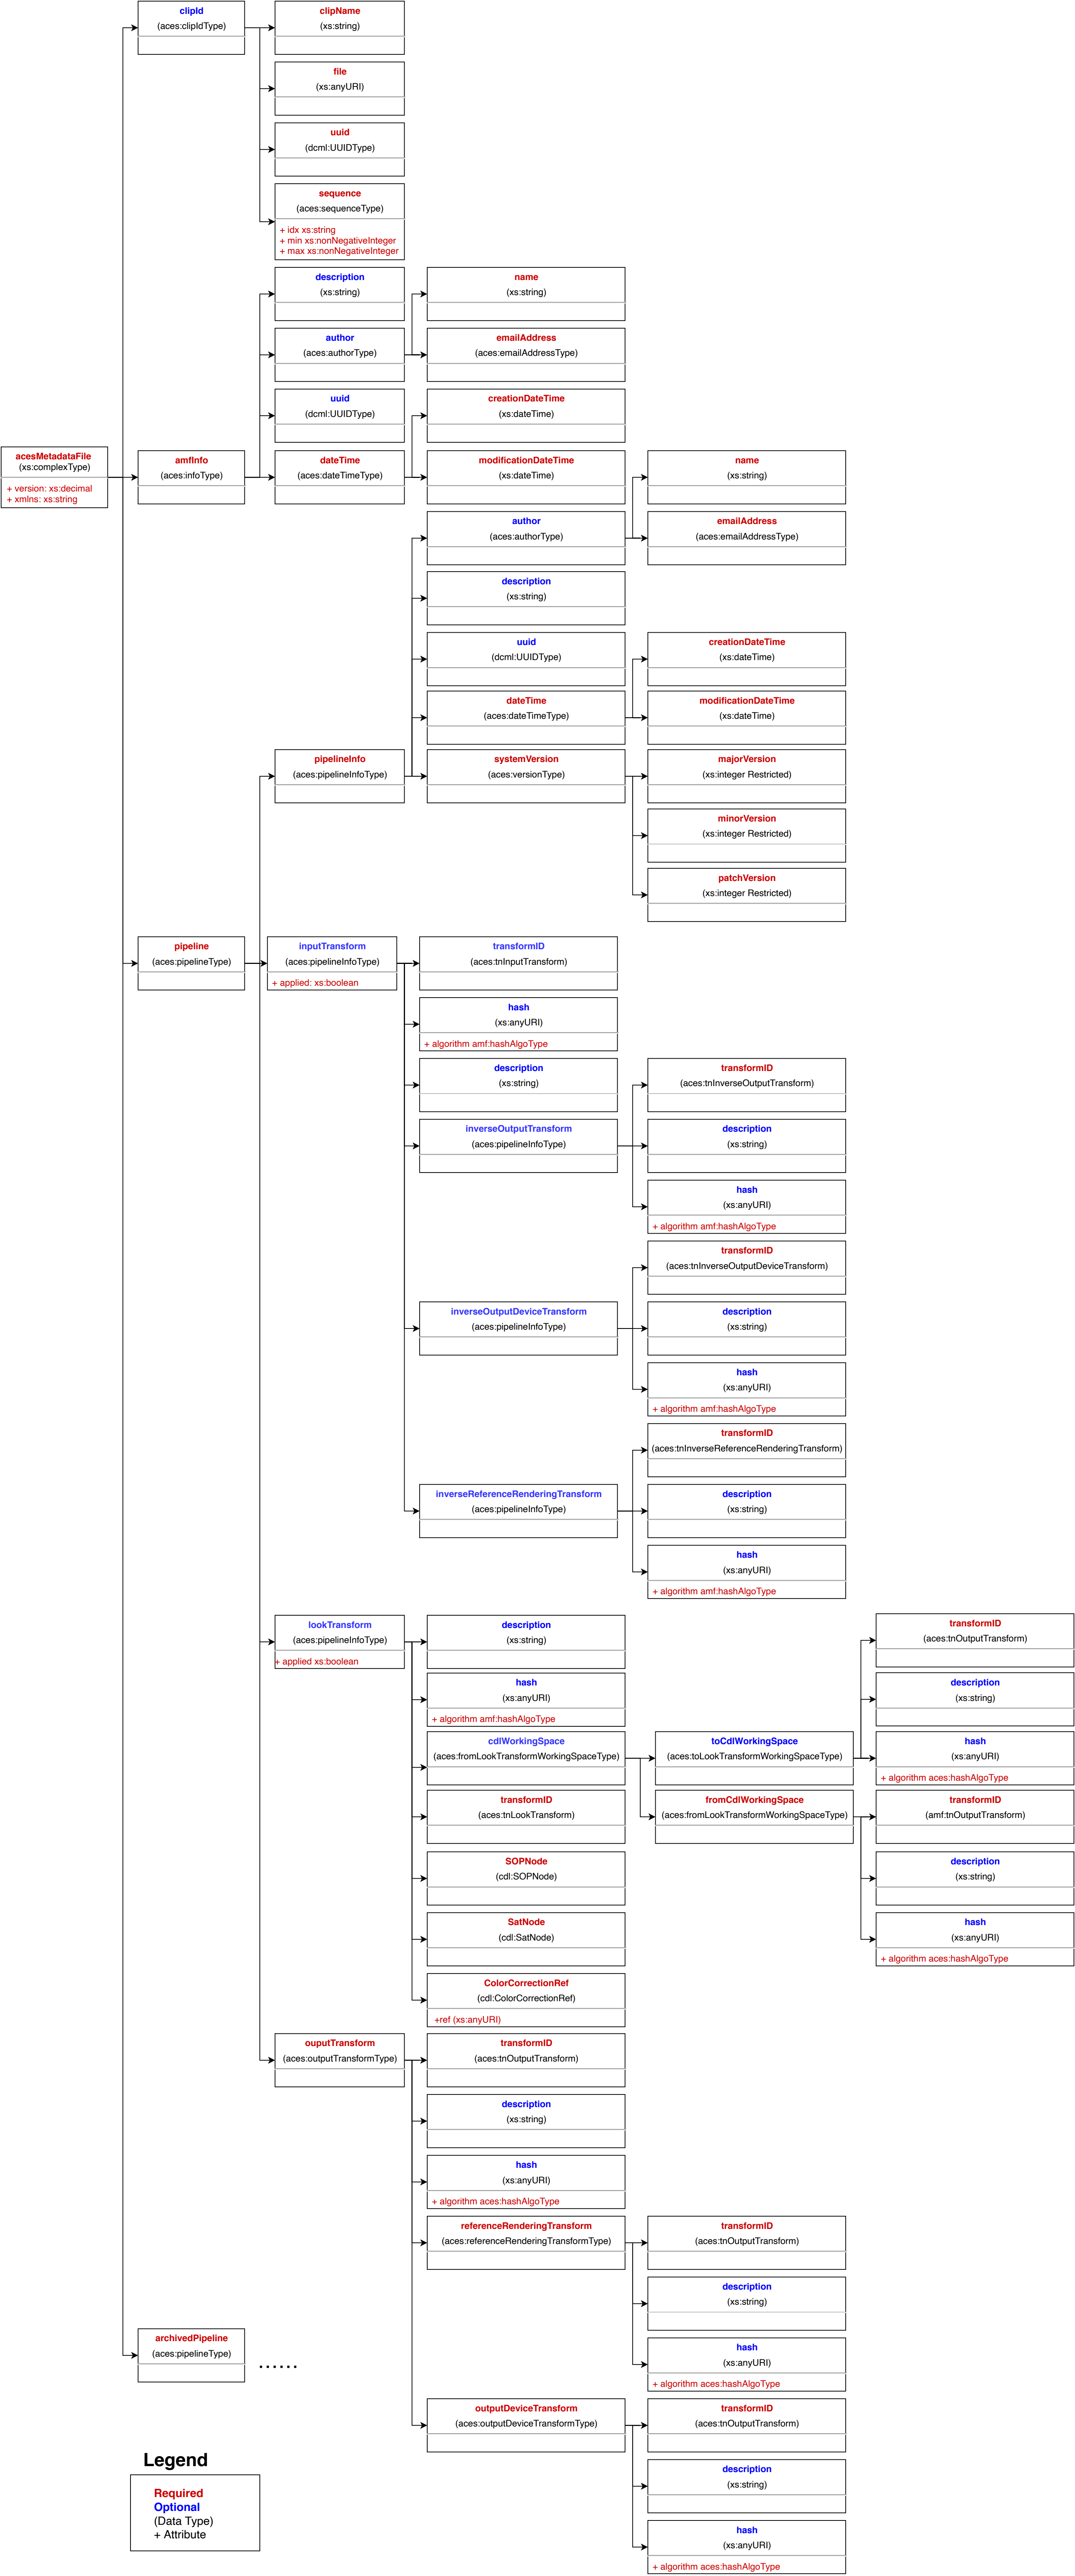 clipId
(aces:clipIdType)
clipName
(xs:string)
file
(xs:anyURI)
uuid
(dcml:UUIDType)
sequence
(aces:sequenceType)
+ idx xs:string
+ min xs:nonNegativeInteger
+ max xs:nonNegativeInteger
description
(xs:string)
name
(xs:string)
author
(aces:authorType)
emailAddress
(aces:emailAddressType)
uuid
(dcml:UUIDType)
creationDateTime
(xs:dateTime)
acesMetadataFile
(xs:complexType)
+ version: xs:decimal
+ xmlns: xs:string
amfInfo
(aces:infoType)
dateTime
(aces:dateTimeType)
modificationDateTime
(xs:dateTime)
name
(xs:string)
author
(aces:authorType)
emailAddress
(aces:emailAddressType)
description
(xs:string)
uuid
(dcml:UUIDType)
creationDateTime
(xs:dateTime)
dateTime
(aces:dateTimeType)
modificationDateTime
(xs:dateTime)
pipelineInfo
(aces:pipelineInfoType)
systemVersion
(aces:versionType)
majorVersion
(xs:integer Restricted)
minorVersion
(xs:integer Restricted)
patchVersion
(xs:integer Restricted)
pipeline
(aces:pipelineType)
inputTransform
(aces:pipelineInfoType)
+ applied: xs:boolean
transformID
(aces:tnInputTransform)
hash
(xs:anyURI)
+ algorithm amf:hashAlgoType
description
(xs:string)
transformID
(aces:tnInverseOutputTransform)
inverseOutputTransform
(aces:pipelineInfoType)
description
(xs:string)
hash
(xs:anyURI)
+ algorithm amf:hashAlgoType
transformID
(aces:tnInverseOutputDeviceTransform)
inverseOutputDeviceTransform
(aces:pipelineInfoType)
description
(xs:string)
hash
(xs:anyURI)
+ algorithm amf:hashAlgoType
transformID
(aces:tnInverseReferenceRenderingTransform)
inverseReferenceRenderingTransform
(aces:pipelineInfoType)
description
(xs:string)
hash
(xs:anyURI)
+ algorithm amf:hashAlgoType
lookTransform
(aces:pipelineInfoType)
+ applied xs:boolean
description
(xs:string)
transformID
(aces:tnOutputTransform)
hash
(xs:anyURI)
+ algorithm amf:hashAlgoType
description
(xs:string)
cdlWorkingSpace
(aces:fromLookTransformWorkingSpaceType)
toCdlWorkingSpace
(aces:toLookTransformWorkingSpaceType)
hash
(xs:anyURI)
+ algorithm aces:hashAlgoType
transformID
(aces:tnLookTransform)
fromCdlWorkingSpace
(aces:fromLookTransformWorkingSpaceType)
transformID
(amf:tnOutputTransform)
SOPNode
(cdl:SOPNode)
description
(xs:string)
SatNode
(cdl:SatNode)
hash
(xs:anyURI)
+ algorithm aces:hashAlgoType
ColorCorrectionRef
(cdl:ColorCorrectionRef)
+ref (xs:anyURI)
ouputTransform
(aces:outputTransformType)
transformID
(aces:tnOutputTransform)
description
(xs:string)
hash
(xs:anyURI)
+ algorithm aces:hashAlgoType
referenceRenderingTransform
(aces:referenceRenderingTransformType)
transformID
(aces:tnOutputTransform)
description
(xs:string)
archivedPipeline
(aces:pipelineType)
......
hash
(xs:anyURI)
+ algorithm aces:hashAlgoType
outputDeviceTransform
(aces:outputDeviceTransformType)
transformID
(aces:tnOutputTransform)
description
(xs:string)
hash
(xs:anyURI)
+ algorithm aces:hashAlgoType
Legend
Required
Optional
(Data Type)
+ Attribute